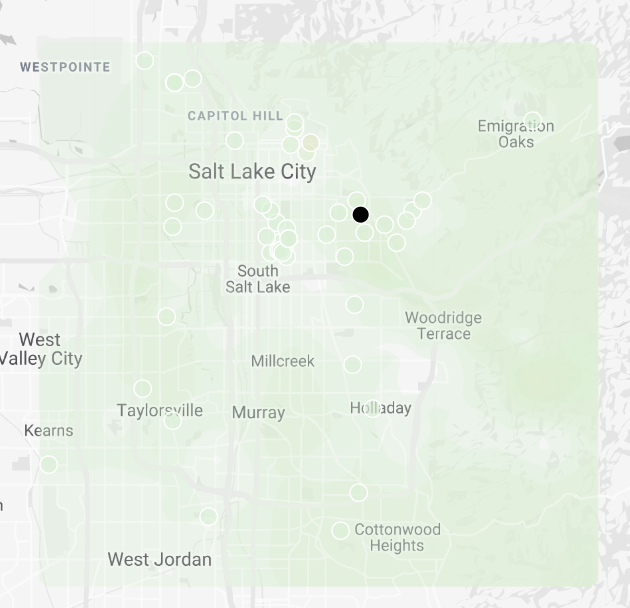 WESTPOINTE
CAPITOL HILL
Emigration
Oaks
Salt Lake City
South
Salt Lake
Woodridge
Terrace
West
Valley City
Millcreek
Taylorsville
Murray
Holladay
Kearns
Cottonwood
Heights
West Jordan